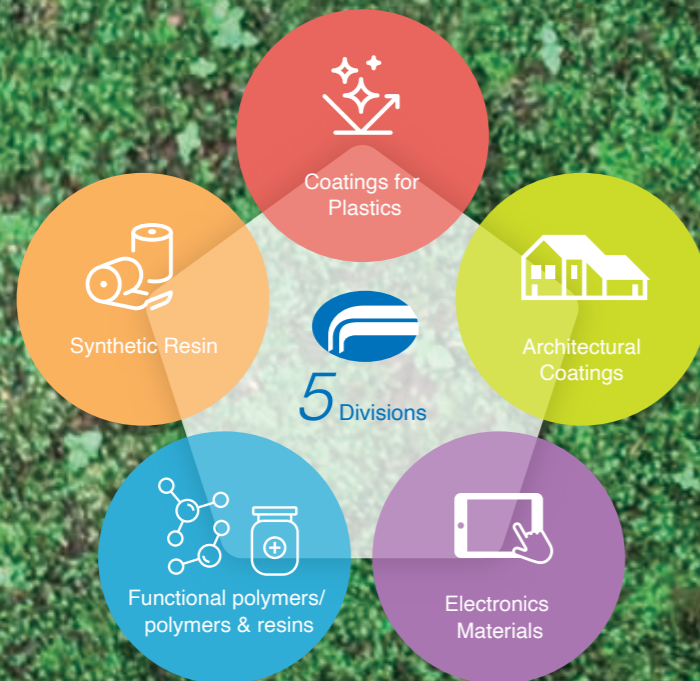 Coatings for
Plastics
Synthetic Resin
Architectural
Coatings
5 Divisions
Functional polymers/
polymers & resins
Electronics
Materials